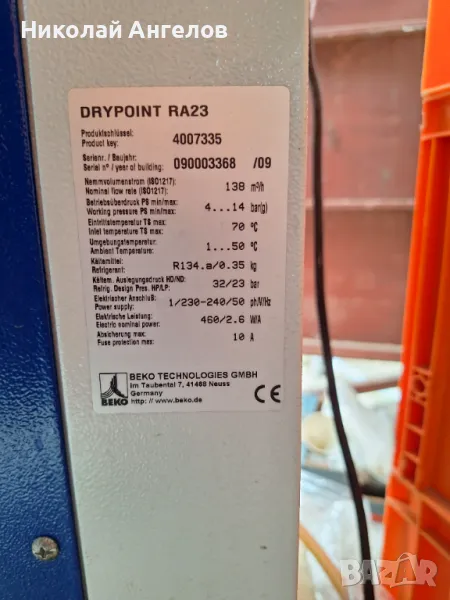 Николай Ангелов
DRYPOINT RA23
Produktschlüssel:
Product key: 4007335
Seriennr. / Baujahr:
Serial n° / year of building: 090003368 /09
Nennvolumenstrom (ISO1217):
Nominal flow rate (ISO1217): 138 m³/h
Betriebsüberdruck PS min/max:
Working pressure PS min/max: 4...14 bar(g)
Eintrittstemperatur TS max:
Inlet temperature TS max: 70 °C
Umgebungstemperatur:
Ambient Temperature: 1...50 °C
Kältemittel:
Refrigerant: R134.a/0.35 kg
Kältem. Auslegungsdruck HD/ND:
Refrig. Design Pres. HP/LP: 32/23 bar
Elektrischer Anschluß:
Power supply: 1/230-240/50 ph/V/Hz
Elektrische Leistung:
Electric nominal power: 460/2.6 W/A
Absicherung max:
Fuse protection max: 10 A
BEKO TECHNOLOGIES GMBH
Im Taubental 7, 41468 Neuss
Germany
http:// www.beko.de
BEKO
CE
BAZAR